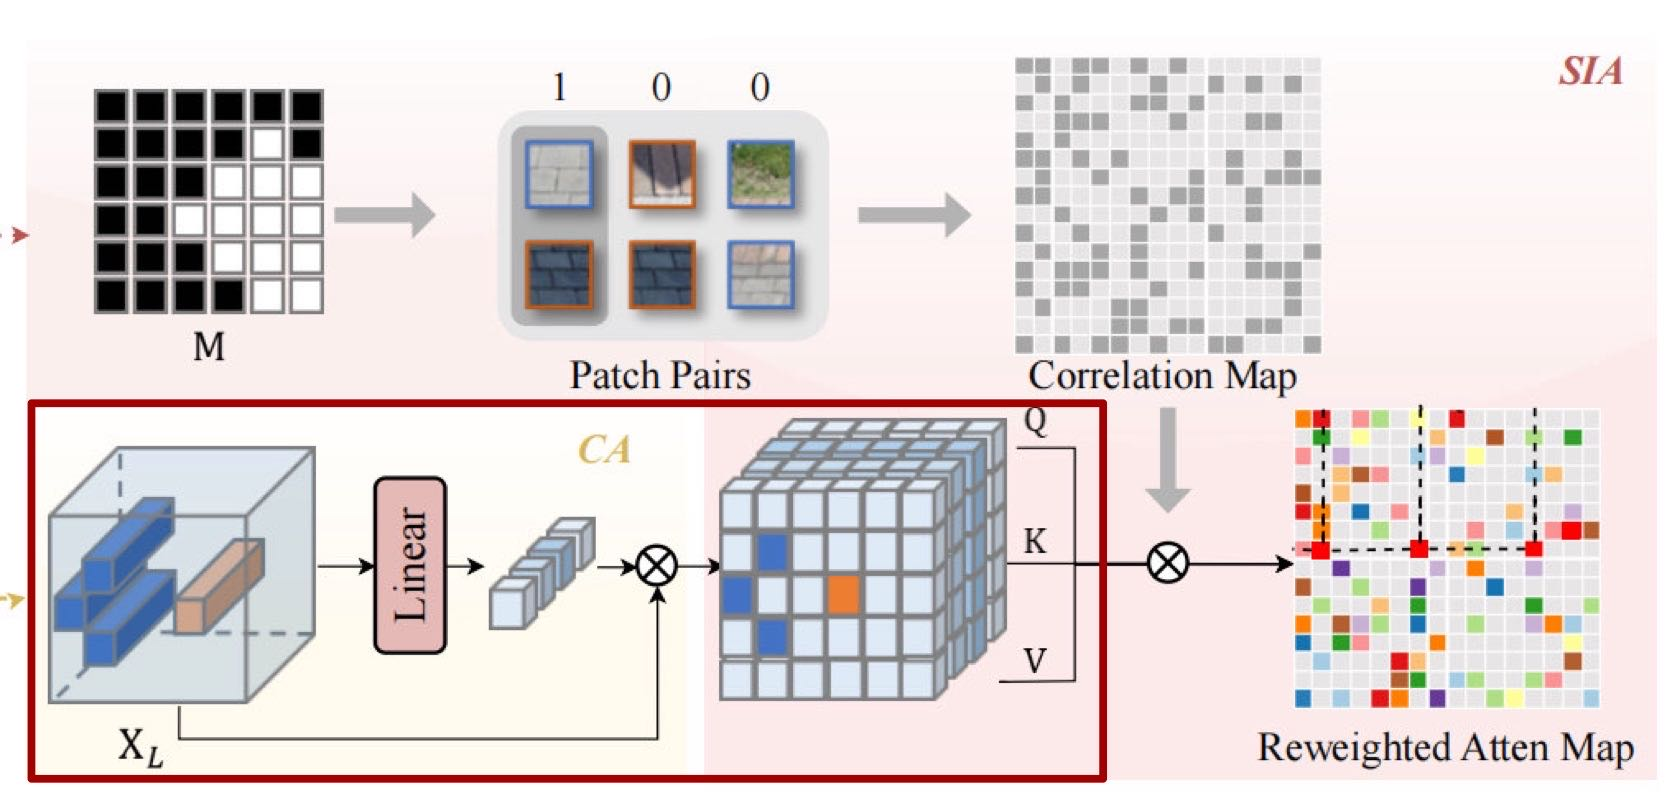 SIA
1 0 0
M
Patch Pairs
Correlation Map
CA
Q
Linear
K
V
X_L
Reweighted Atten Map